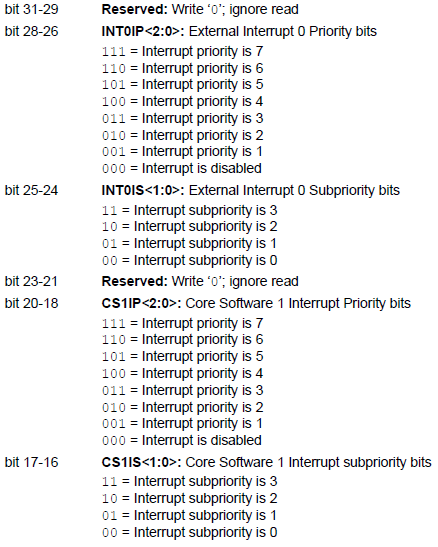 bit 31-29 Reserved: Write ‘0’; ignore read
bit 28-26 INT0IP<2:0>: External Interrupt 0 Priority bits
111 = Interrupt priority is 7
110 = Interrupt priority is 6
101 = Interrupt priority is 5
100 = Interrupt priority is 4
011 = Interrupt priority is 3
010 = Interrupt priority is 2
001 = Interrupt priority is 1
000 = Interrupt is disabled
bit 25-24 INT0IS<1:0>: External Interrupt 0 Subpriority bits
11 = Interrupt subpriority is 3
10 = Interrupt subpriority is 2
01 = Interrupt subpriority is 1
00 = Interrupt subpriority is 0
bit 23-21 Reserved: Write ‘0’; ignore read
bit 20-18 CS1IP<2:0>: Core Software 1 Interrupt Priority bits
111 = Interrupt priority is 7
110 = Interrupt priority is 6
101 = Interrupt priority is 5
100 = Interrupt priority is 4
011 = Interrupt priority is 3
010 = Interrupt priority is 2
001 = Interrupt priority is 1
000 = Interrupt is disabled
bit 17-16 CS1IS<1:0>: Core Software 1 Interrupt subpriority bits
11 = Interrupt subpriority is 3
10 = Interrupt subpriority is 2
01 = Interrupt subpriority is 1
00 = Interrupt subpriority is 0